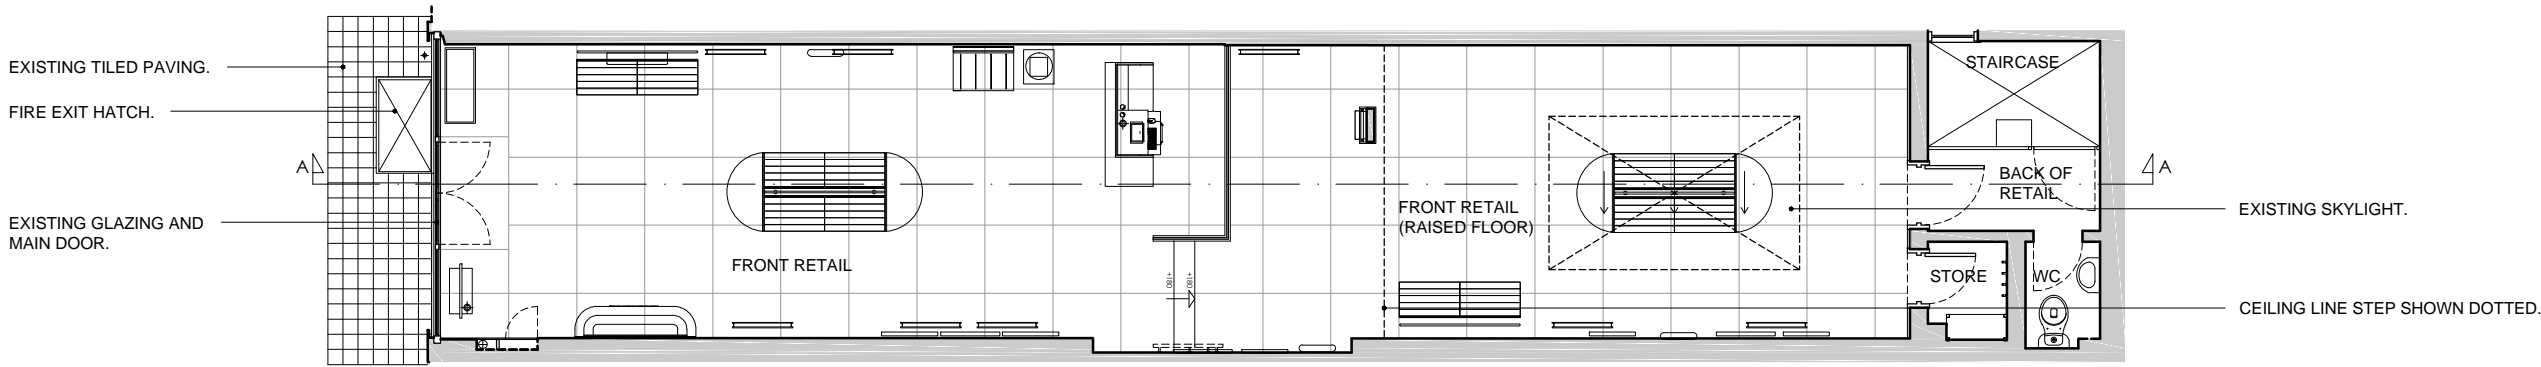 EXISTING TILED PAVING.
FIRE EXIT HATCH.
A
EXISTING GLAZING AND
MAIN DOOR.
FRONT RETAIL
+180
+180
FRONT RETAIL
(RAISED FLOOR)
STAIRCASE
BACK OF
RETAIL
A
STORE
WC
EXISTING SKYLIGHT.
CEILING LINE STEP SHOWN DOTTED.